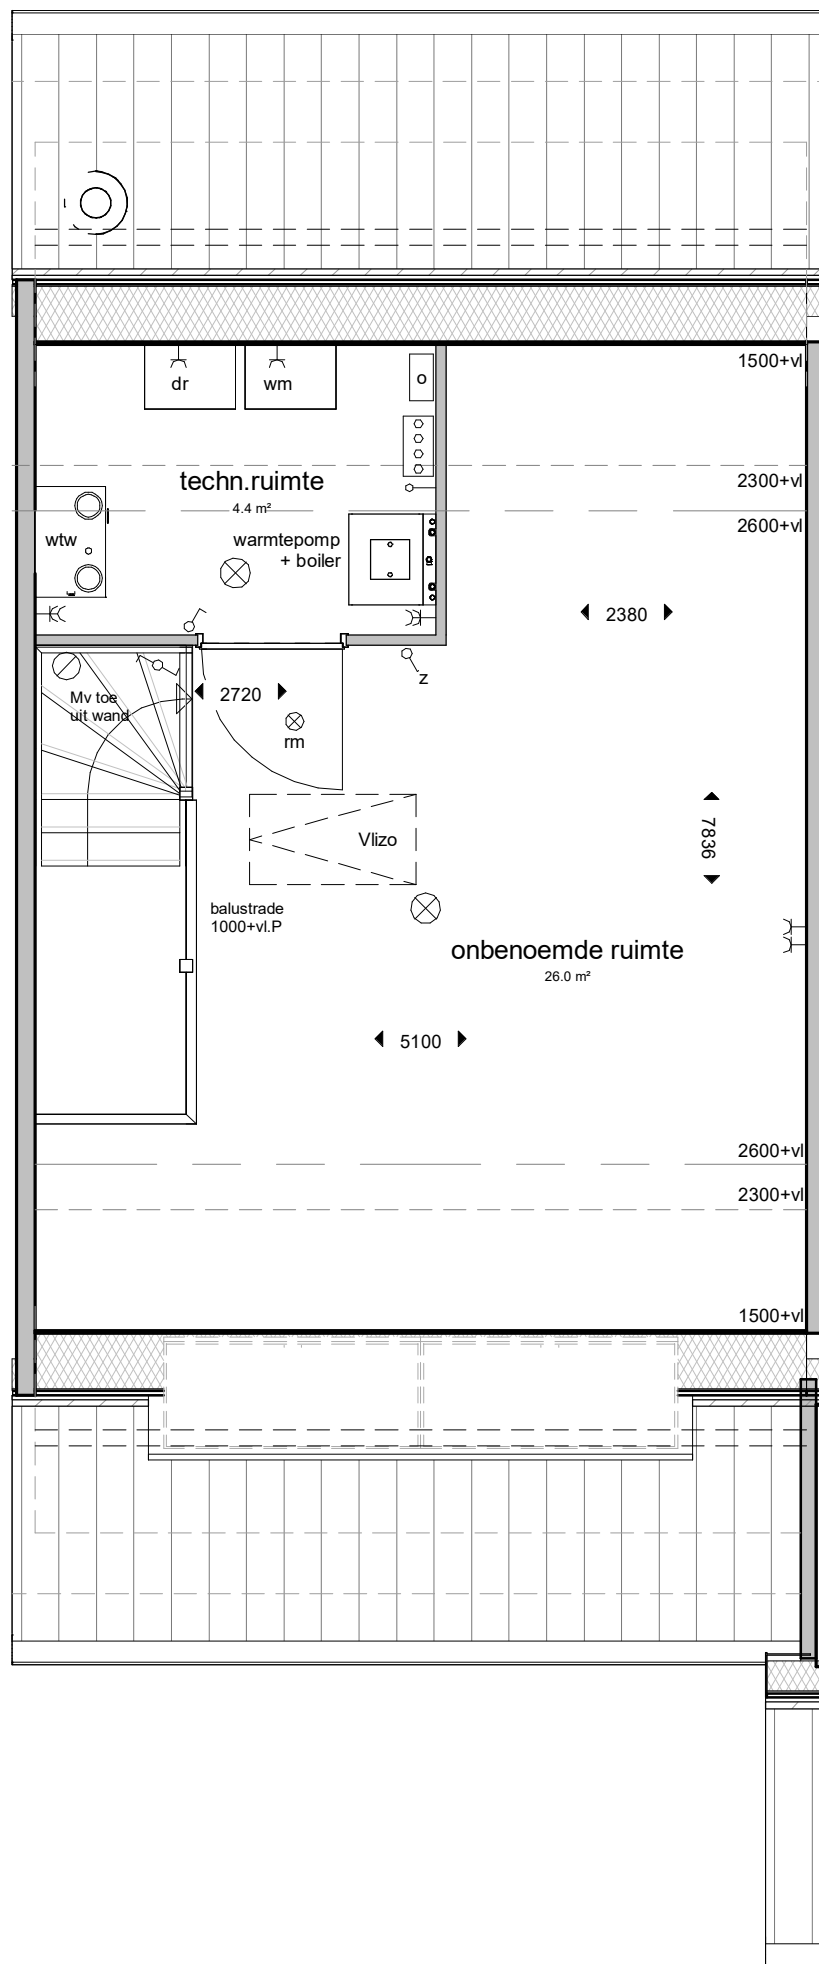 1500+vl
dr
wm
o
techn.ruimte
4.4 m²
2300+vl
2600+vl
wtw
warmtepomp
+ boiler
2380
z
Mv toe
uit wand
2720
rm
Vlizo
7836
balustrade
1000+vl.P
onbenoemde ruimte
26.0 m²
5100
2600+vl
2300+vl
1500+vl